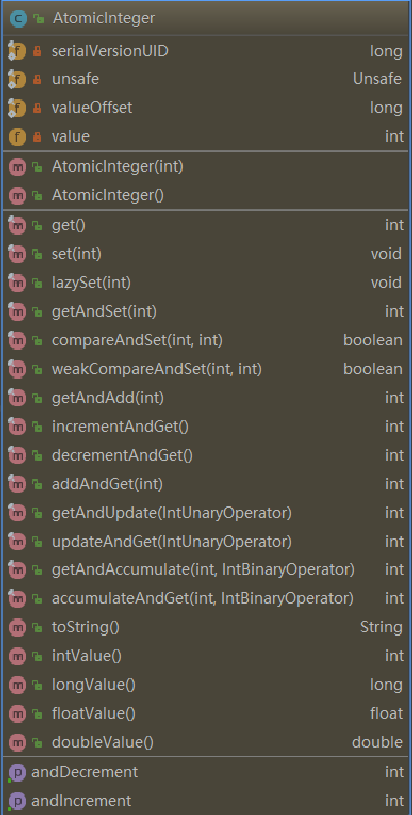 AtomicInteger
serialVersionUID long
unsafe Unsafe
valueOffset long
value int
AtomicInteger(int)
AtomicInteger()
get() int
set(int) void
lazySet(int) void
getAndSet(int) int
compareAndSet(int, int) boolean
weakCompareAndSet(int, int) boolean
getAndAdd(int) int
incrementAndGet() int
decrementAndGet() int
addAndGet(int) int
getAndUpdate(IntUnaryOperator) int
updateAndGet(IntUnaryOperator) int
getAndAccumulate(int, IntBinaryOperator) int
accumulateAndGet(int, IntBinaryOperator) int
toString() String
intValue() int
longValue() long
floatValue() float
doubleValue() double
andDecrement int
andIncrement int